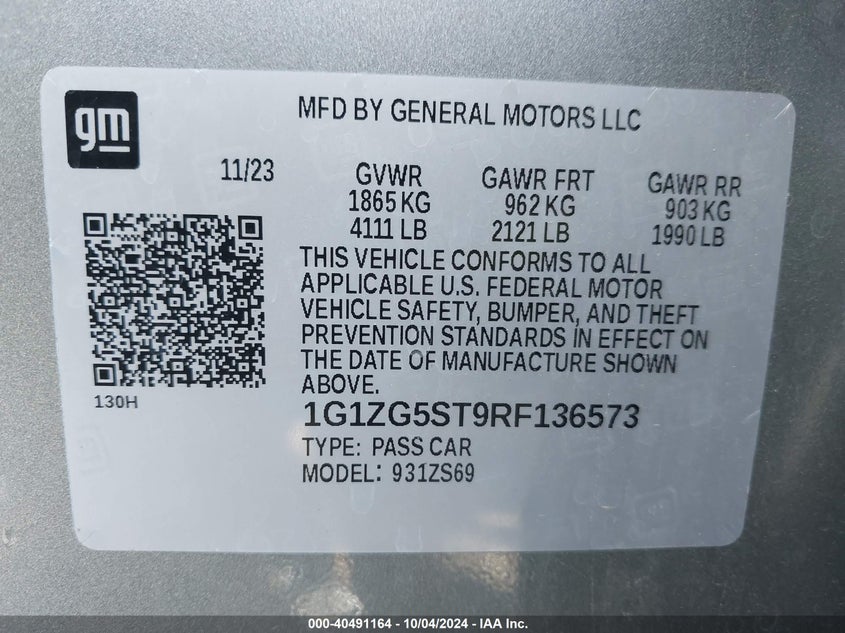 gm
MFD BY GENERAL MOTORS LLC
11/23
GVWR
1865 KG
4111 LB
GAWR FRT
962 KG
2121 LB
GAWR RR
903 KG
1990 LB
THIS VEHICLE CONFORMS TO ALL
APPLICABLE U.S. FEDERAL MOTOR
VEHICLE SAFETY, BUMPER, AND THEFT
PREVENTION STANDARDS IN EFFECT ON
THE DATE OF MANUFACTURE SHOWN
ABOVE.
130H
1G1ZG5ST9RF136573
TYPE: PASS CAR
MODEL: 931ZS69
000-40491164 - 10/04/2024 - IAA Inc.